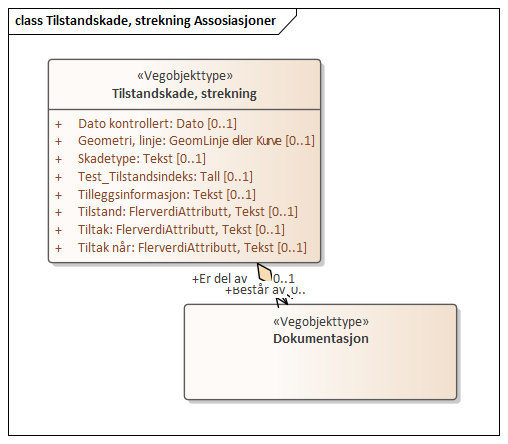 class Tilstandskade, strekning Assosiasjoner
«Vegobjekttype»
Tilstandskade, strekning
+ Dato kontrollert: Dato [0..1]
+ Geometri, linje: GeomLinje eller Kurve [0..1]
+ Skadetype: Tekst [0..1]
+ Test_Tilstandsindeks: Tall [0..1]
+ Tilleggsinformasjon: Tekst [0..1]
+ Tilstand: FlerverdiAttributt, Tekst [0..1]
+ Tiltak: FlerverdiAttributt, Tekst [0..1]
+ Tiltak når: FlerverdiAttributt, Tekst [0..1]
+Er del av 0..1
+Består av 0..
«Vegobjekttype»
Dokumentasjon